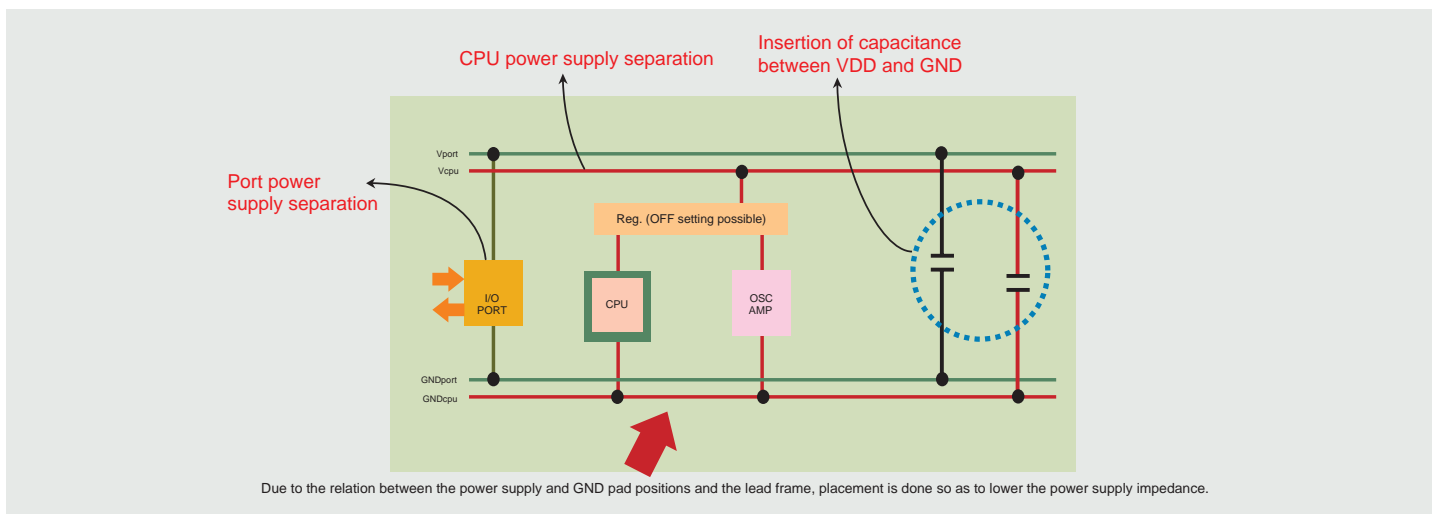 CPU power supply separation
Insertion of capacitance
between VDD and GND
Port power
supply separation
Vport
Vcpu
Reg. (OFF setting possible)
I/O
PORT
CPU
OSC
AMP
GNDport
GNDcpu
Due to the relation between the power supply and GND pad positions and the lead frame, placement is done so as to lower the power supply impedance.